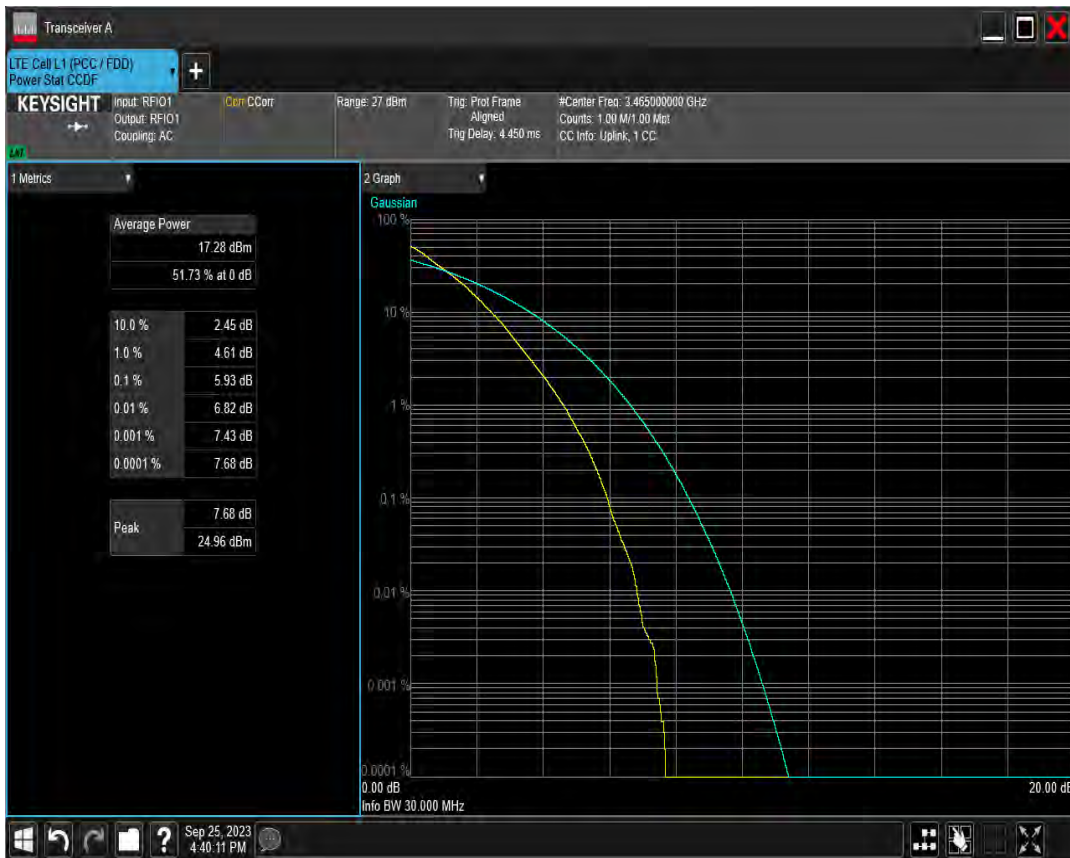 Transceiver A
LTE Cell L1 (PCC / FDD)
Power Stat CCDF
+
KEYSIGHT
Input: RFIO1
Output: RFIO1
Coupling: AC
Corr CCorr
Range: 27 dBm
Trig: Prot Frame
Aligned
Trig Delay: 4.450 ms
#Center Freq: 3.465000000 GHz
Counts: 1.00 M/1.00 Mpt
CC Info: Uplink, 1 CC
LXI
1 Metrics
Average Power
17.28 dBm
51.73 % at 0 dB
10.0 % 2.45 dB
1.0 % 4.61 dB
0.1 % 5.93 dB
0.01 % 6.82 dB
0.001 % 7.43 dB
0.0001 % 7.68 dB
Peak
7.68 dB
24.96 dBm
2 Graph
Gaussian
100 %
10 %
1 %
0.1 %
0.01 %
0.001 %
0.0001 %
0.00 dB
20.00 dB
Info BW 30.000 MHz
?
Sep 25, 2023
4:40:11 PM